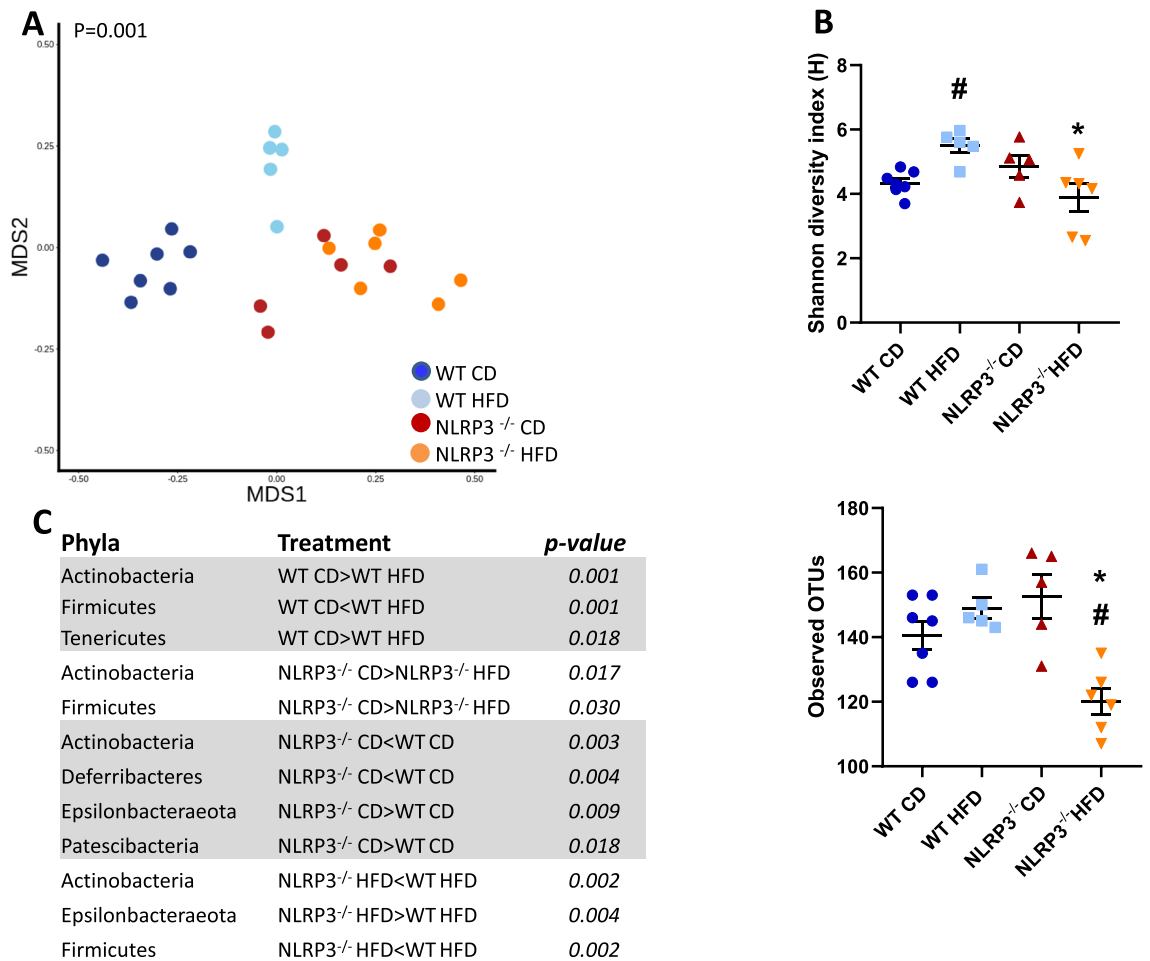 A
P=0.001
0.50
0.25
0.00
-0.25
-0.50
MDS2
-0.50
-0.25
0.00
0.25
0.50
MDS1
WT CD
WT HFD
NLRP3 -/- CD
NLRP3 -/- HFD
B
Shannon diversity index (H)
8
6
4
2
0
#
*
WT CD
WT HFD
NLRP3-/-CD
NLRP3-/-HFD
Observed OTUs
180
160
140
120
100
*
#
WT CD
WT HFD
NLRP3-/-CD
NLRP3-/-HFD
C
Phyla Treatment p-value
Actinobacteria WT CD>WT HFD 0.001
Firmicutes WT CD<WT HFD 0.001
Tenericutes WT CD>WT HFD 0.018
Actinobacteria NLRP3-/- CD>NLRP3-/- HFD 0.017
Firmicutes NLRP3-/- CD>NLRP3-/- HFD 0.030
Actinobacteria NLRP3-/- CD<WT CD 0.003
Deferribacteres NLRP3-/- CD<WT CD 0.004
Epsilonbacteraeota NLRP3-/- CD>WT CD 0.009
Patescibacteria NLRP3-/- CD>WT CD 0.018
Actinobacteria NLRP3-/- HFD<WT HFD 0.002
Epsilonbacteraeota NLRP3-/- HFD>WT HFD 0.004
Firmicutes NLRP3-/- HFD<WT HFD 0.002